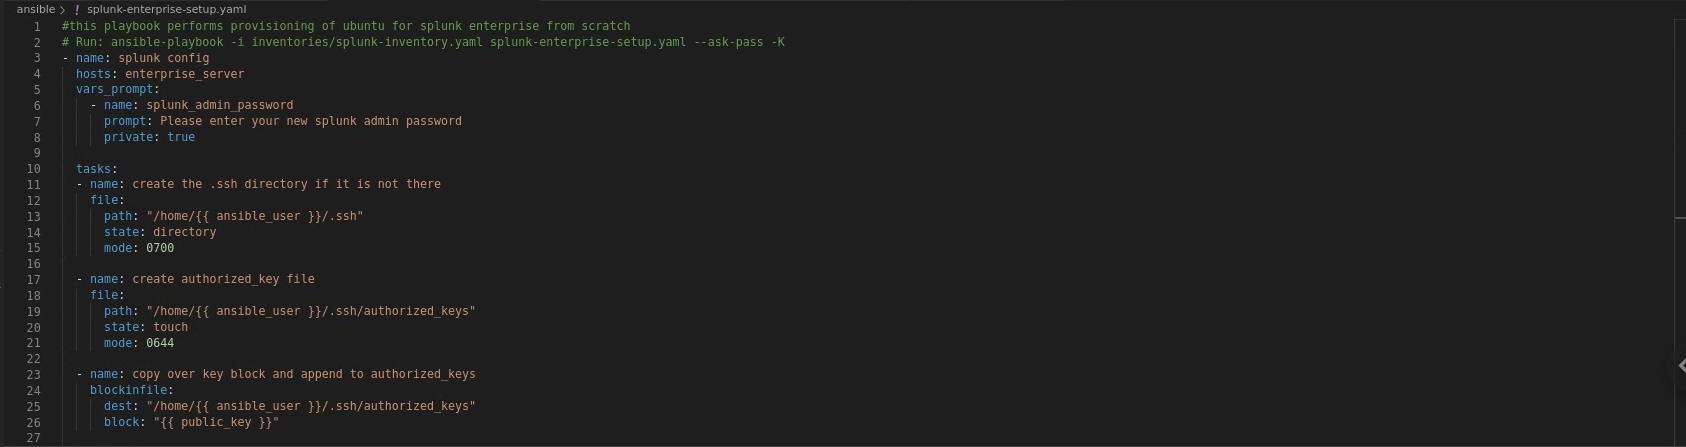 ansible > ! splunk-enterprise-setup.yaml
1 #this playbook performs provisioning of ubuntu for splunk enterprise from scratch
2 # Run: ansible-playbook -i inventories/splunk-inventory.yaml splunk-enterprise-setup.yaml --ask-pass -K
3 - name: splunk config
4   hosts: enterprise_server
5   vars_prompt:
6     - name: splunk_admin_password
7       prompt: Please enter your new splunk admin password
8       private: true
9
10   tasks:
11   - name: create the .ssh directory if it is not there
12     file:
13       path: "/home/{{ ansible_user }}/.ssh"
14       state: directory
15       mode: 0700
16
17   - name: create authorized_key file
18     file:
19       path: "/home/{{ ansible_user }}/.ssh/authorized_keys"
20       state: touch
21       mode: 0644
22
23   - name: copy over key block and append to authorized_keys
24     blockinfile:
25       dest: "/home/{{ ansible_user }}/.ssh/authorized_keys"
26       block: "{{ public_key }}"
27